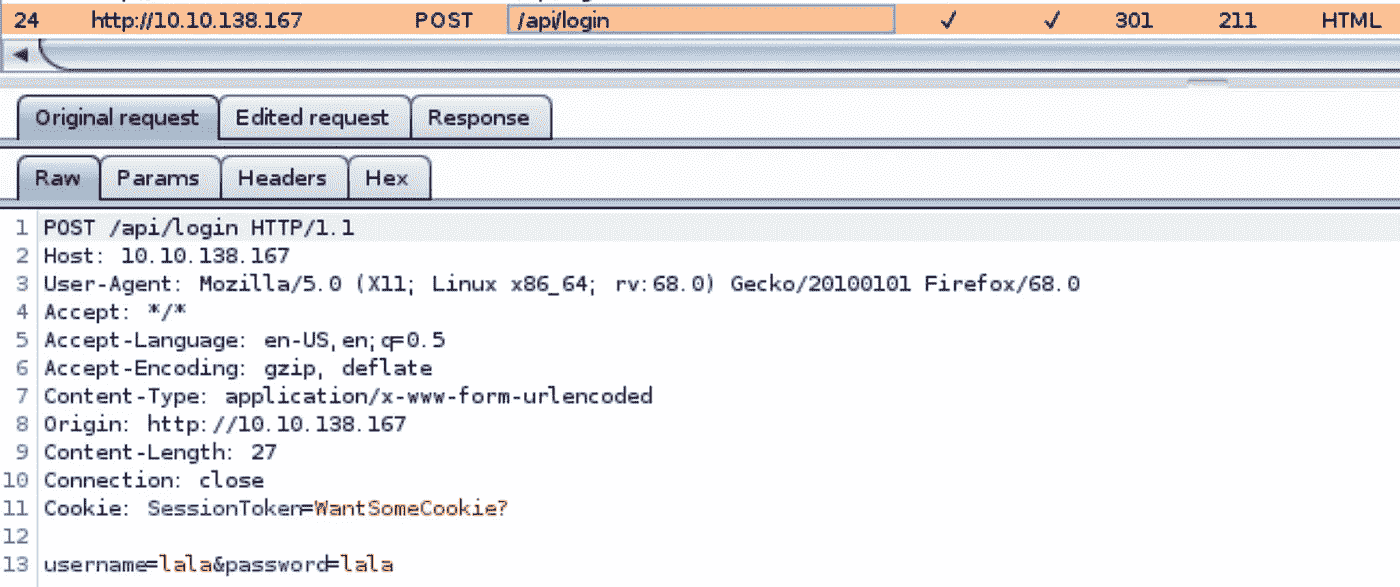 24 http://10.10.138.167 POST /api/login ✓ ✓ 301 211 HTML
Original request Edited request Response
Raw Params Headers Hex
1 POST /api/login HTTP/1.1
2 Host: 10.10.138.167
3 User-Agent: Mozilla/5.0 (X11; Linux x86_64; rv:68.0) Gecko/20100101 Firefox/68.0
4 Accept: */*
5 Accept-Language: en-US,en;q=0.5
6 Accept-Encoding: gzip, deflate
7 Content-Type: application/x-www-form-urlencoded
8 Origin: http://10.10.138.167
9 Content-Length: 27
10 Connection: close
11 Cookie: SessionToken=WantSomeCookie?
12
13 username=lala&password=lala